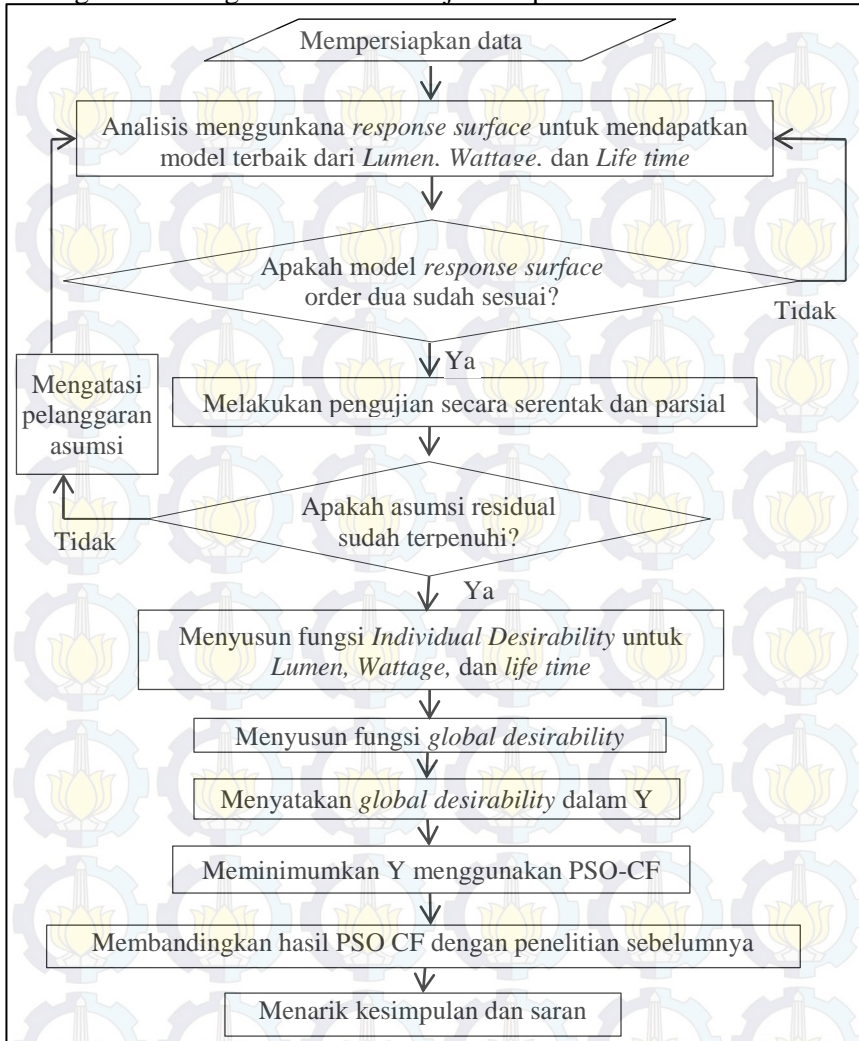 Mempersiapkan data
Analisis menggunkana response surface untuk mendapatkan
model terbaik dari Lumen. Wattage. dan Life time
Apakah model response surface
order dua sudah sesuai?
Tidak
Ya
Mengatasi
pelanggaran
asumsi
Melakukan pengujian secara serentak dan parsial
Apakah asumsi residual
sudah terpenuhi?
Tidak
Ya
Menyusun fungsi Individual Desirability untuk
Lumen, Wattage, dan life time
Menyusun fungsi global desirability
Menyatakan global desirability dalam Y
Meminimumkan Y menggunakan PSO-CF
Membandingkan hasil PSO CF dengan penelitian sebelumnya
Menarik kesimpulan dan saran